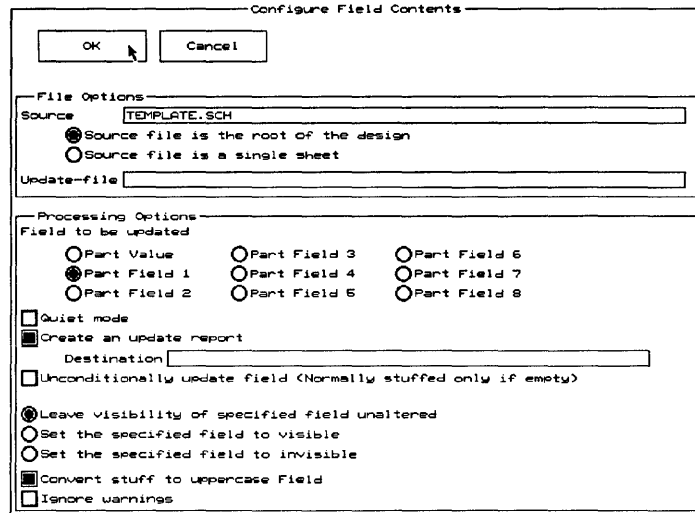 Configure Field Contents
OK Cancel
File Options
Source TEMPLATE.SCH
Source file is the root of the design
Source file is a single sheet
Update-file
Processing Options
Field to be updated
Part Value Part Field 3 Part Field 6
Part Field 1 Part Field 4 Part Field 7
Part Field 2 Part Field 5 Part Field 8
Quiet mode
Create an update report
Destination
Unconditionally update field (Normally stuffed only if empty)
Leave visibility of specified field unaltered
Set the specified field to visible
Set the specified field to invisible
Convert stuff to uppercase Field
Ignore warnings